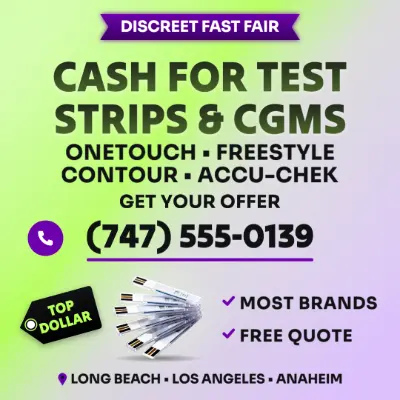 DISCREET FAST FAIR
CASH FOR TEST
STRIPS & CGMS
ONETOUCH ▪ FREESTYLE
CONTOUR ▪ ACCU-CHEK
GET YOUR OFFER
(747) 555-0139
TOP
DOLLAR
MOST BRANDS
FREE QUOTE
LONG BEACH ▪ LOS ANGELES ▪ ANAHEIM